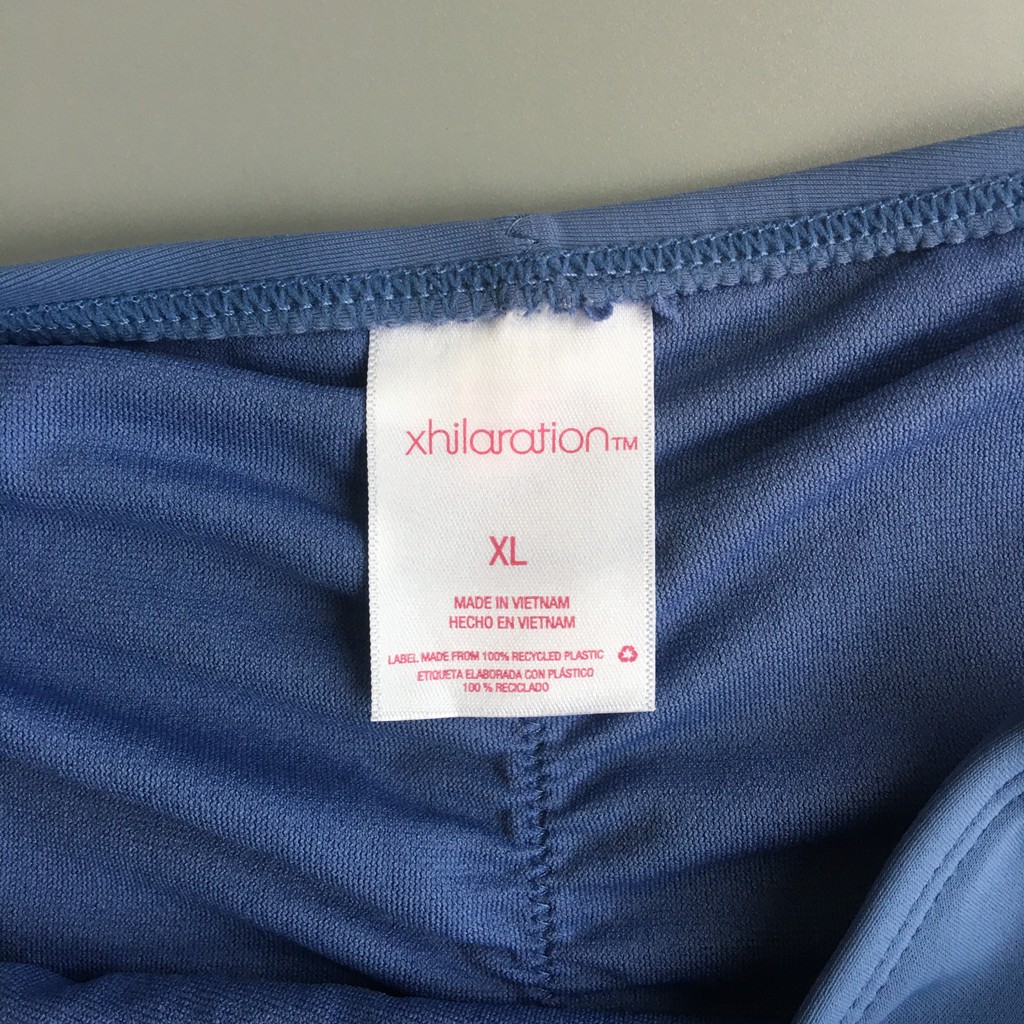 xhilaration™
XL
MADE IN VIETNAM
HECHO EN VIETNAM
LABEL MADE FROM 100% RECYCLED PLASTIC
ETIQUETA ELABORADA CON PLÁSTICO
100 % RECICLADO